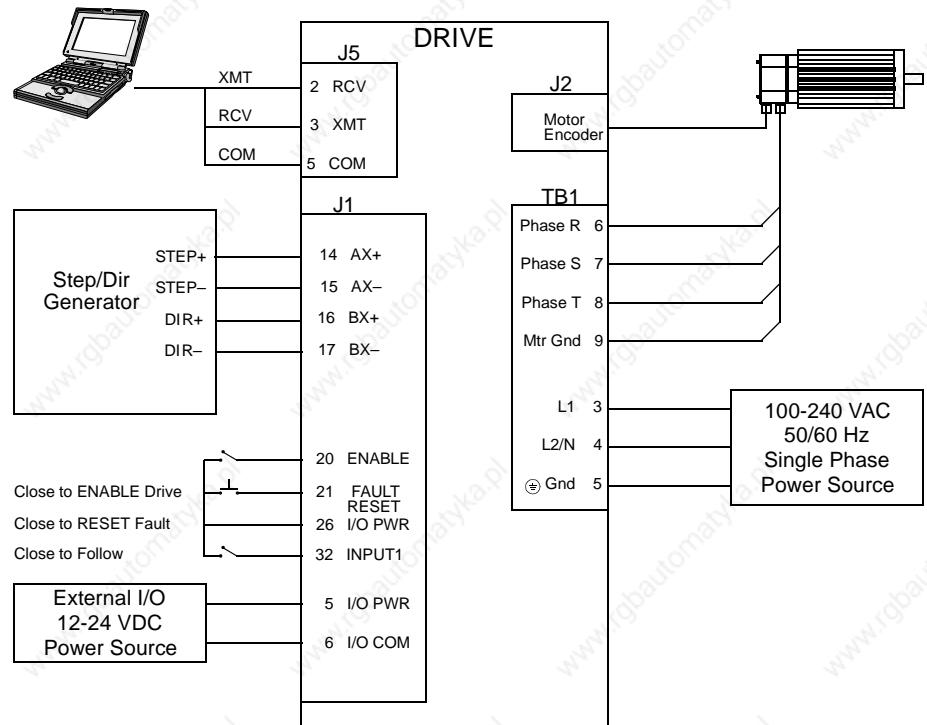 DRIVE
J5
XMT
2 RCV
RCV
3 XMT
COM
5 COM
J2
Motor
Encoder
J1
Step/Dir
Generator
STEP+
14 AX+
STEP–
15 AX–
DIR+
16 BX+
DIR–
17 BX–
TB1
Phase R 6
Phase S 7
Phase T 8
Mtr Gnd 9
L1 3
L2/N 4
Gnd 5
100-240 VAC
50/60 Hz
Single Phase
Power Source
20 ENABLE
Close to ENABLE Drive
21 FAULT
RESET
Close to RESET Fault
26 I/O PWR
Close to Follow
32 INPUT1
External I/O
12-24 VDC
Power Source
5 I/O PWR
6 I/O COM
www.rgbautomatyka.pl